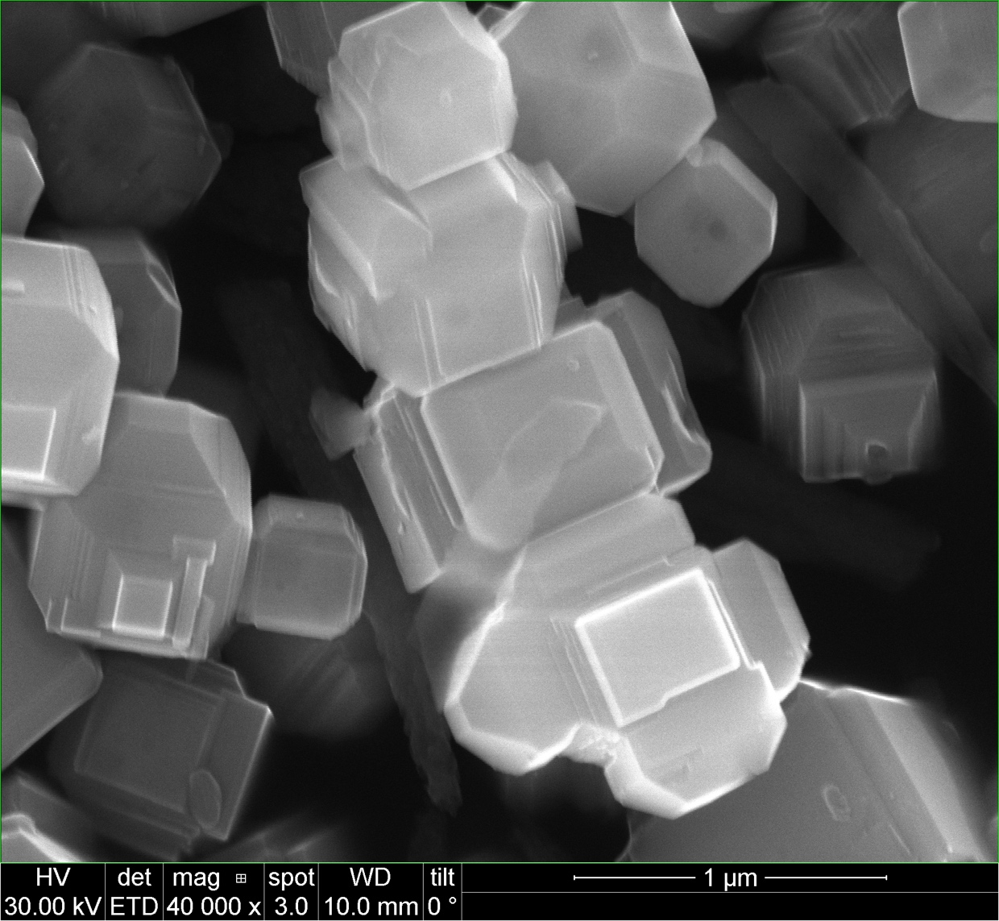 HV det mag ⊞ spot WD tilt
30.00 kV ETD 40 000 x 3.0 10.0 mm 0 °
1 µm